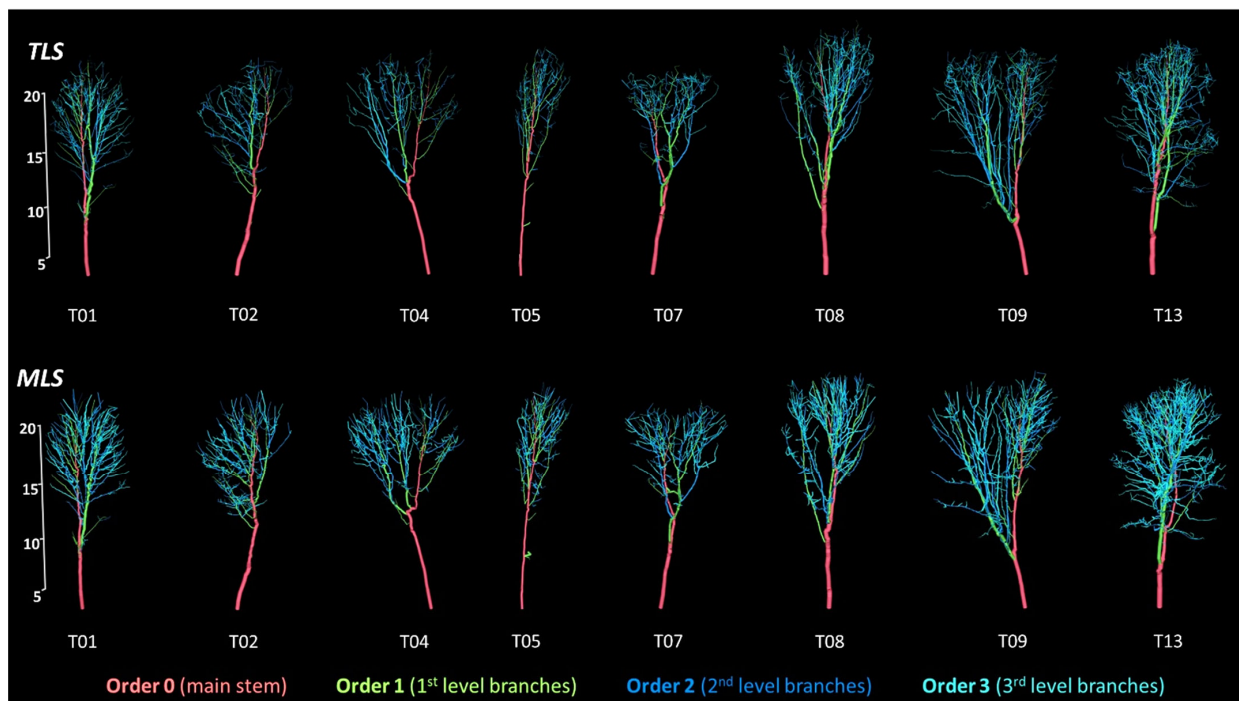 TLS
20
15
10
5
T01 T02 T04 T05 T07 T08 T09 T13
MLS
20
15
10
5
T01 T02 T04 T05 T07 T08 T09 T13
Order 0 (main stem) Order 1 (1st level branches) Order 2 (2nd level branches) Order 3 (3rd level branches)